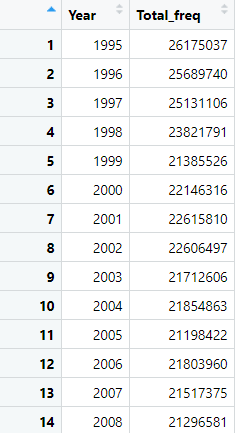 Year Total_freq
1 1995 26175037
2 1996 25689740
3 1997 25131106
4 1998 23821791
5 1999 21385526
6 2000 22146316
7 2001 22615810
8 2002 22606497
9 2003 21712606
10 2004 21854863
11 2005 21198422
12 2006 21803960
13 2007 21517375
14 2008 21296581